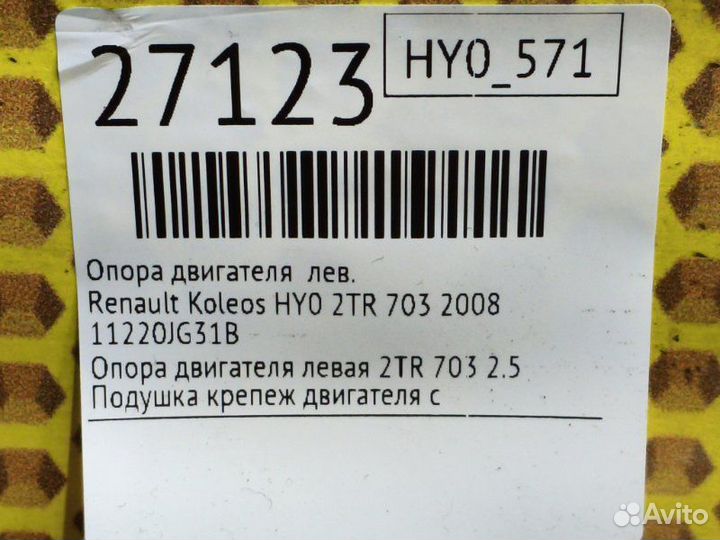 27123
HY0_571
Опора двигателя лев.
Renault Koleos HY0 2TR 703 2008
11220JG31B
Опора двигателя левая 2TR 703 2.5
Подушка крепеж двигателя с
Avito